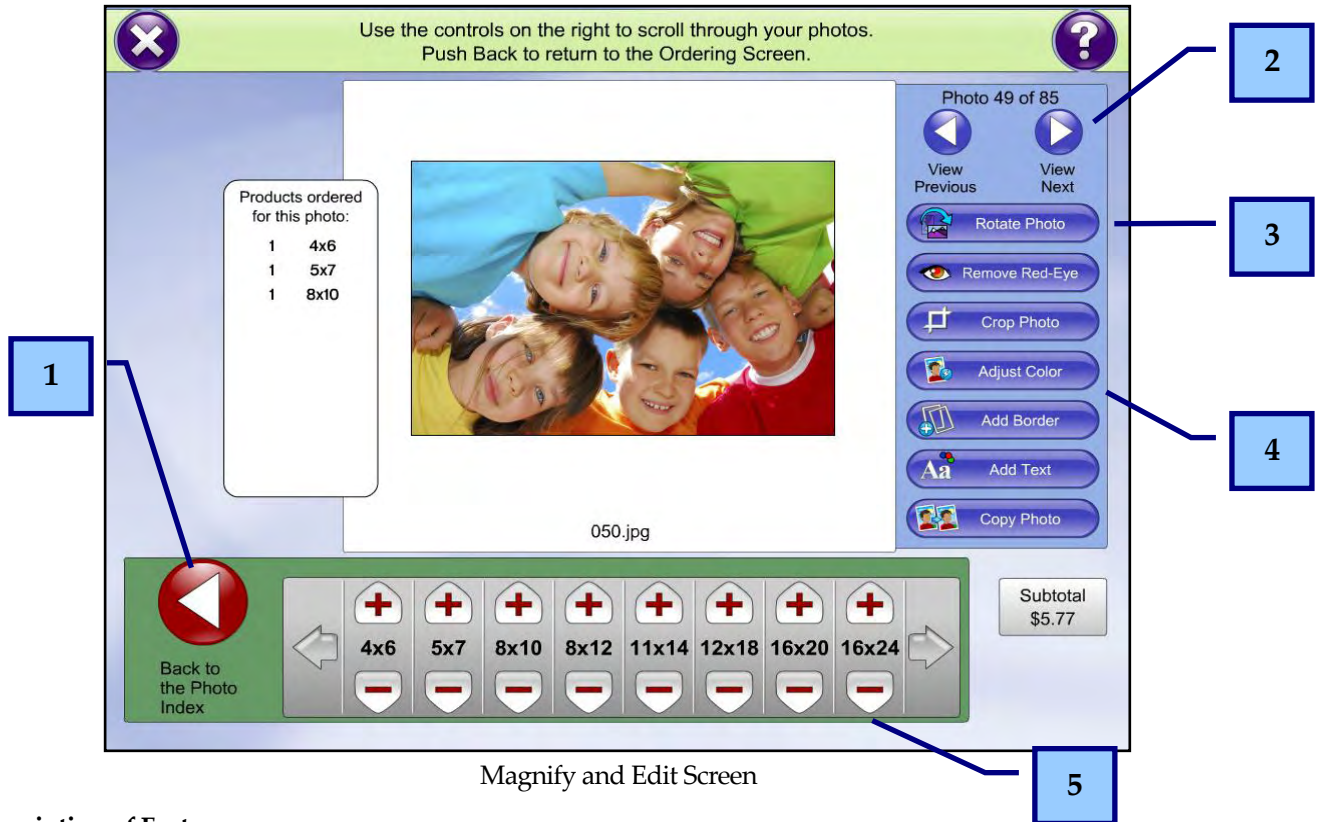 Use the controls on the right to scroll through your photos.
Push Back to return to the Ordering Screen.
?
2
Photo 49 of 85
View
Previous
View
Next
Products ordered
for this photo:
1 4x6
1 5x7
1 8x10
Rotate Photo
3
Remove Red-Eye
Crop Photo
1
Adjust Color
Add Border
4
Aa Add Text
050.jpg
Copy Photo
Back to
the Photo
Index
4x6 5x7 8x10 8x12 11x14 12x18 16x20 16x24
Subtotal
$5.77
Magnify and Edit Screen
5